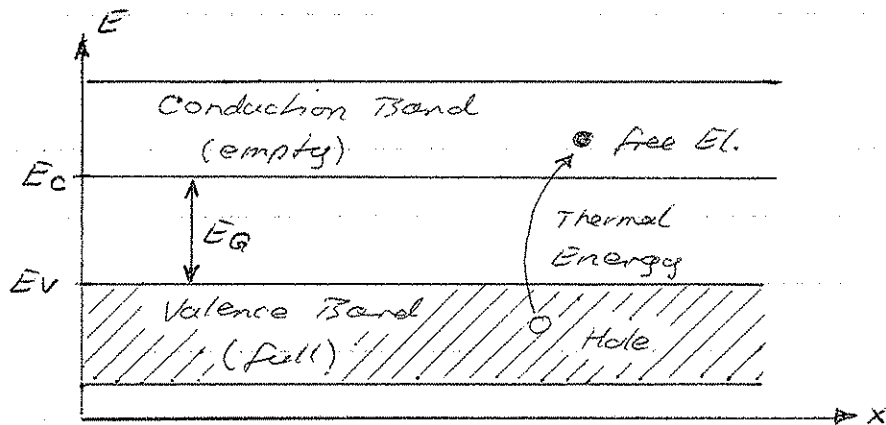 E
Conduction Band
(empty)
free El.
Ec
EG
Thermal
Energy
Ev
Valence Band
(full)
Hole
x